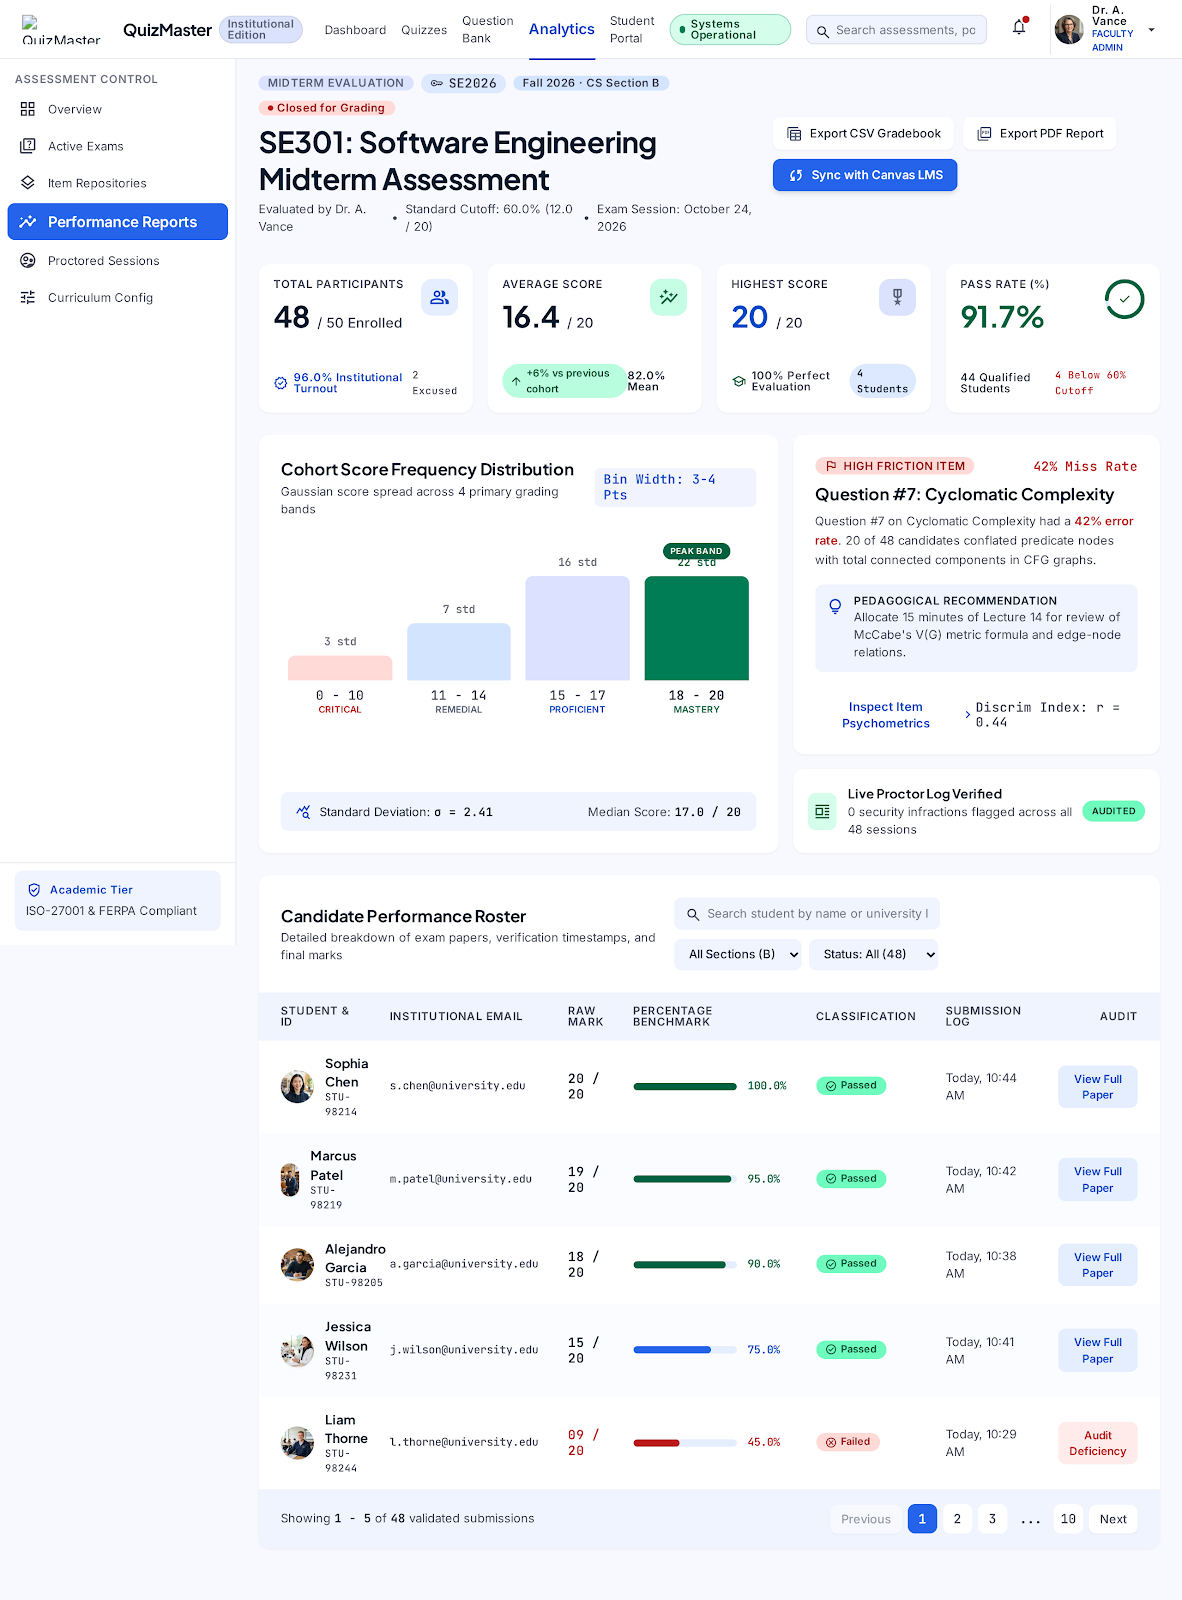 QuizMaster
QuizMaster
Institutional
Edition
Dashboard
Quizzes
Question
Bank
Analytics
Student
Portal
Systems
Operational
Search assessments, po
Dr. A.
Vance
FACULTY
ADMIN
ASSESSMENT CONTROL
Overview
Active Exams
Item Repositories
Performance Reports
Proctored Sessions
Curriculum Config
Academic Tier
ISO-27001 & FERPA Compliant
MIDTERM EVALUATION
SE2026
Fall 2026 · CS Section B
Closed for Grading
SE301: Software Engineering
Midterm Assessment
Evaluated by Dr. A.
Vance
•
Standard Cutoff: 60.0% (12.0
/ 20)
•
Exam Session: October 24,
2026
Export CSV Gradebook
Export PDF Report
Sync with Canvas LMS
TOTAL PARTICIPANTS
48 / 50 Enrolled
96.0% Institutional
Turnout
2
Excused
AVERAGE SCORE
16.4 / 20
+6% vs previous
cohort
82.0%
Mean
HIGHEST SCORE
20 / 20
100% Perfect
Evaluation
4
Students
PASS RATE (%)
91.7%
44 Qualified
Students
4 Below 60%
Cutoff
Cohort Score Frequency Distribution
Gaussian score spread across 4 primary grading
bands
Bin Width: 3-4
Pts
3 std
7 std
16 std
PEAK BAND
22 std
0 - 10
CRITICAL
11 - 14
REMEDIAL
15 - 17
PROFICIENT
18 - 20
MASTERY
Standard Deviation: σ = 2.41
Median Score: 17.0 / 20
HIGH FRICTION ITEM
42% Miss Rate
Question #7: Cyclomatic Complexity
Question #7 on Cyclomatic Complexity had a 42% error
rate. 20 of 48 candidates conflated predicate nodes
with total connected components in CFG graphs.
PEDAGOGICAL RECOMMENDATION
Allocate 15 minutes of Lecture 14 for review of
McCabe's V(G) metric formula and edge-node
relations.
Inspect Item
Psychometrics
Discrim Index: r =
0.44
Live Proctor Log Verified
0 security infractions flagged across all
48 sessions
AUDITED
Candidate Performance Roster
Detailed breakdown of exam papers, verification timestamps, and
final marks
Search student by name or university I
All Sections (B)
Status: All (48)
STUDENT &
ID
INSTITUTIONAL EMAIL
RAW
MARK
PERCENTAGE
BENCHMARK
CLASSIFICATION
SUBMISSION
LOG
AUDIT
Sophia
Chen
STU-
98214
s.chen@university.edu
20 /
20
100.0%
Passed
Today, 10:44
AM
View Full
Paper
Marcus
Patel
STU-
98219
m.patel@university.edu
19 /
20
95.0%
Passed
Today, 10:42
AM
View Full
Paper
Alejandro
Garcia
STU-98205
a.garcia@university.edu
18 /
20
90.0%
Passed
Today, 10:38
AM
View Full
Paper
Jessica
Wilson
STU-
98231
j.wilson@university.edu
15 /
20
75.0%
Passed
Today, 10:41
AM
View Full
Paper
Liam
Thorne
STU-
98244
l.thorne@university.edu
09 /
20
45.0%
Failed
Today, 10:29
AM
Audit
Deficiency
Showing 1 - 5 of 48 validated submissions
Previous
1
2
3
...
10
Next